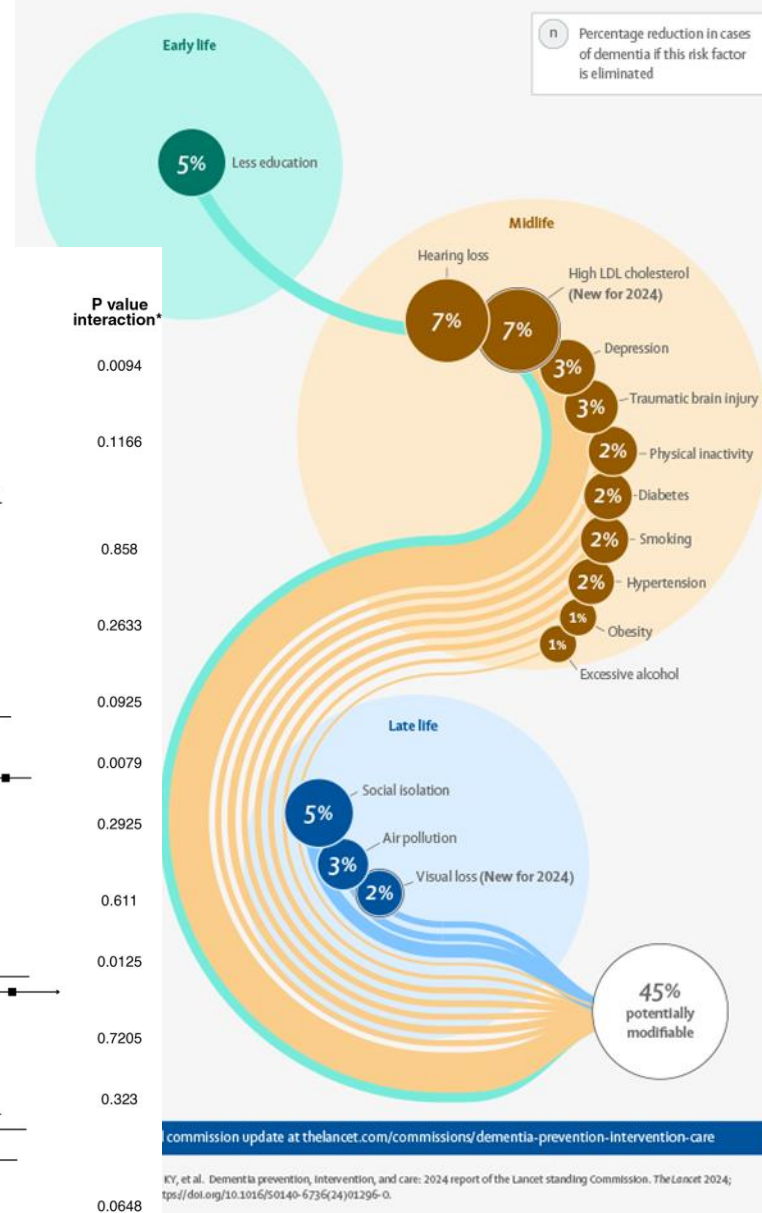 Early life
n
Percentage reduction in cases
of dementia if this risk factor
is eliminated
5%
Less education
Midlife
Hearing loss
7%
High LDL cholesterol
(New for 2024)
7%
Depression
3%
Traumatic brain injury
3%
Physical inactivity
2%
Diabetes
2%
Smoking
2%
Hypertension
2%
Obesity
1%
Excessive alcohol
1%
Late life
Social isolation
5%
Air pollution
3%
Visual loss (New for 2024)
2%
45%
potentially
modifiable
commission update at thelancet.com/commissions/dementia-prevention-intervention-care
KY, et al. Dementia prevention, intervention, and care: 2024 report of the Lancet standing Commission. The Lancet 2024;
tps://doi.org/10.1016/S0140-6736(24)01296-0.
P value
interaction*
0.0094
0.1166
0.858
0.2633
0.0925
0.0079
0.2925
0.611
0.0125
0.7205
0.323
0.0648